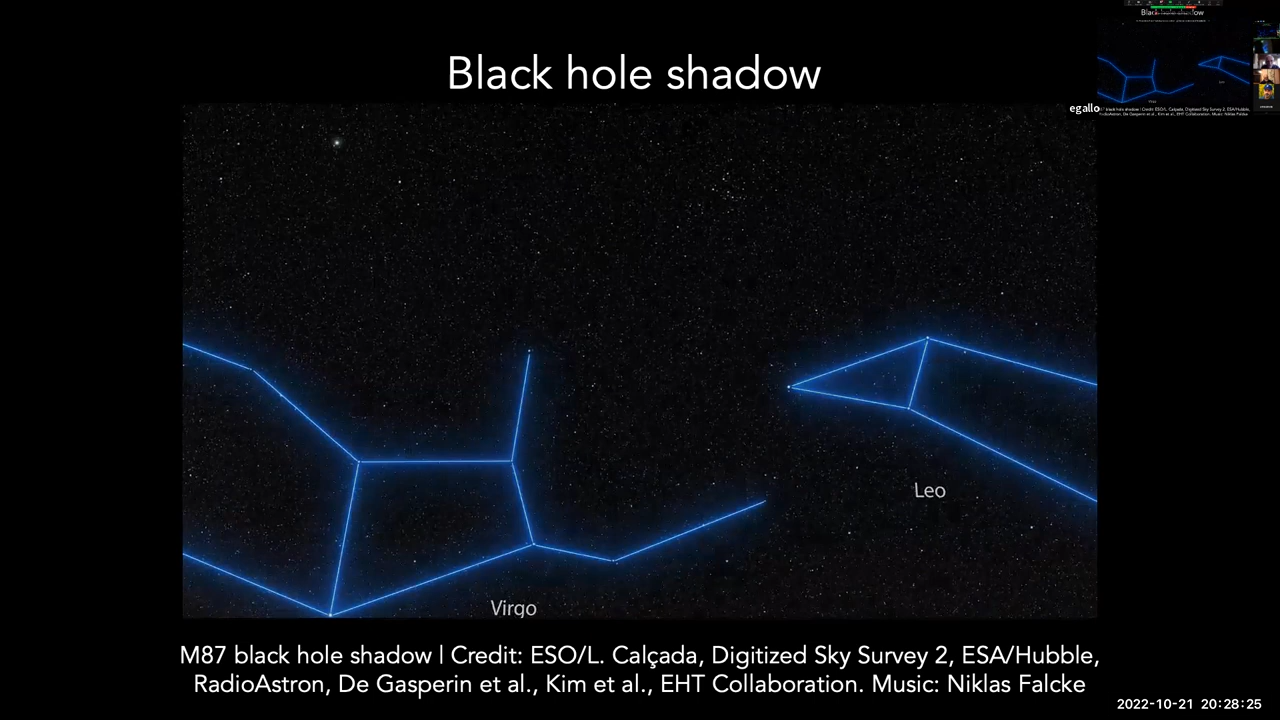 Black hole shadow
egallo
Leo
Virgo
M87 black hole shadow | Credit: ESO/L. Calçada, Digitized Sky Survey 2, ESA/Hubble,
RadioAstron, De Gasperin et al., Kim et al., EHT Collaboration. Music: Niklas Falcke
2022-10-21 20:28:25